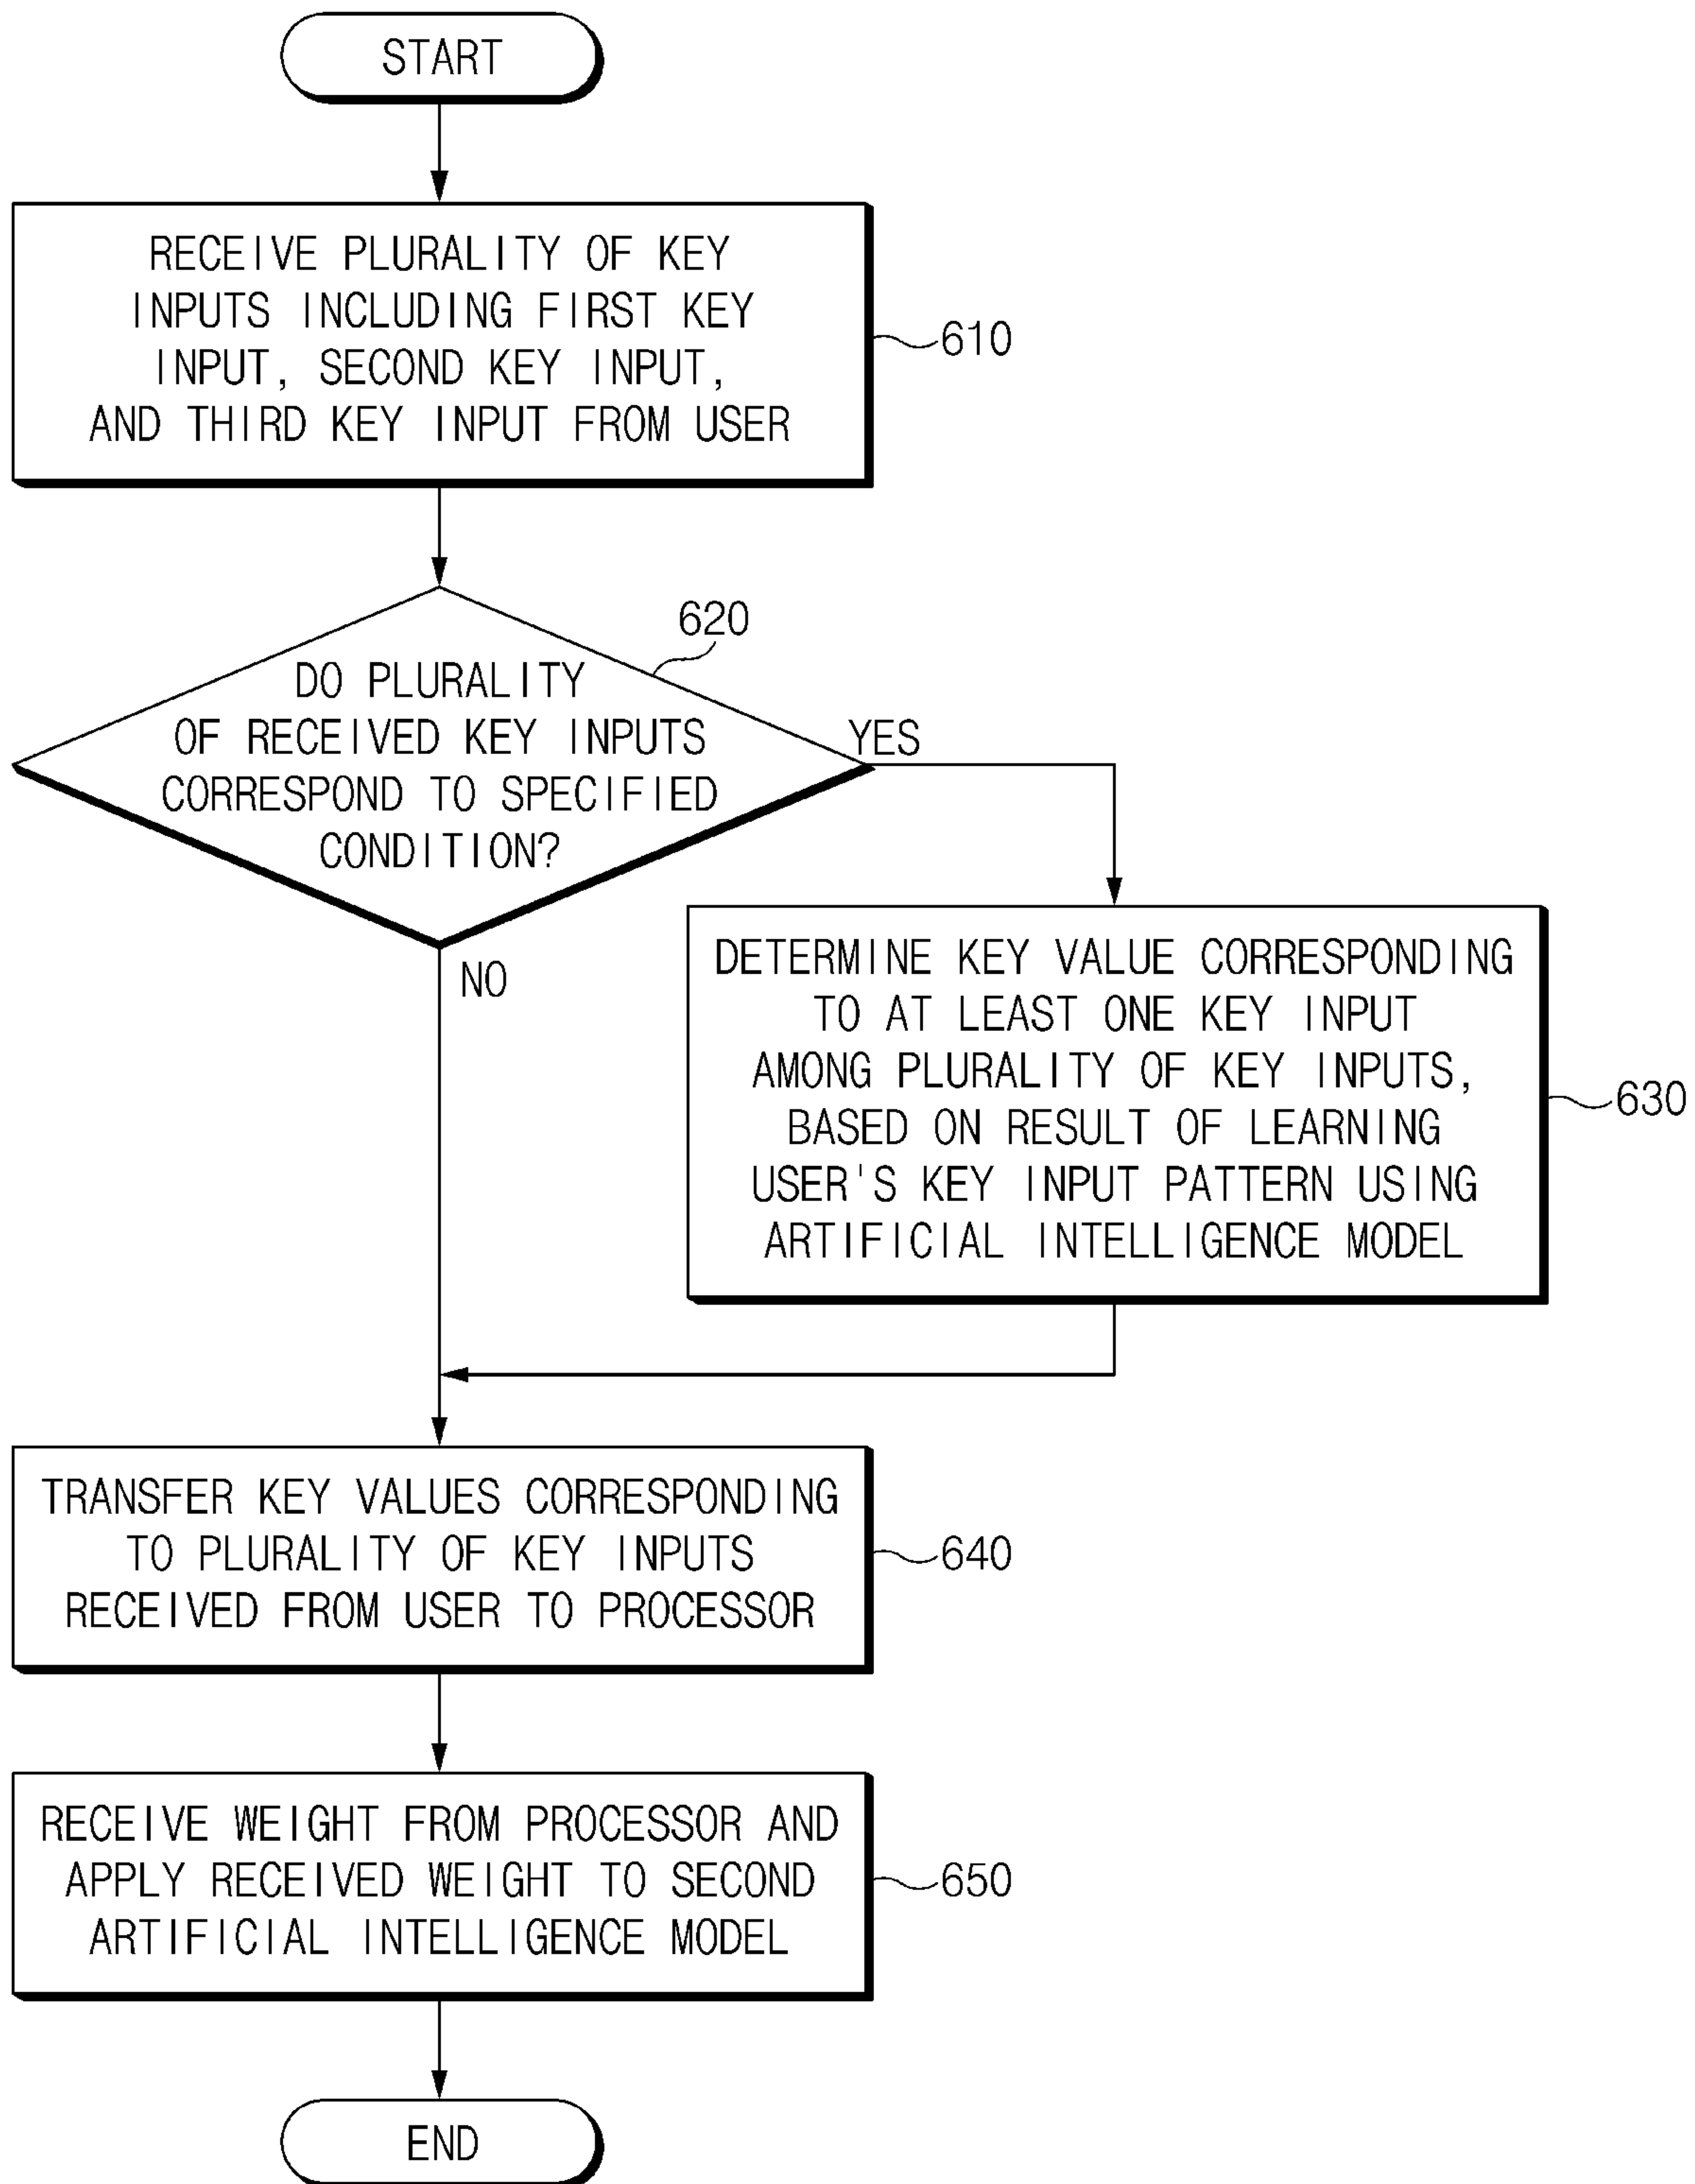 START
RECEIVE PLURALITY OF KEY
INPUTS INCLUDING FIRST KEY
INPUT, SECOND KEY INPUT,
AND THIRD KEY INPUT FROM USER
610
620
DO PLURALITY
OF RECEIVED KEY INPUTS
CORRESPOND TO SPECIFIED
CONDITION?
YES
NO
DETERMINE KEY VALUE CORRESPONDING
TO AT LEAST ONE KEY INPUT
AMONG PLURALITY OF KEY INPUTS,
BASED ON RESULT OF LEARNING
USER'S KEY INPUT PATTERN USING
ARTIFICIAL INTELLIGENCE MODEL
630
TRANSFER KEY VALUES CORRESPONDING
TO PLURALITY OF KEY INPUTS
RECEIVED FROM USER TO PROCESSOR
640
RECEIVE WEIGHT FROM PROCESSOR AND
APPLY RECEIVED WEIGHT TO SECOND
ARTIFICIAL INTELLIGENCE MODEL
650
END